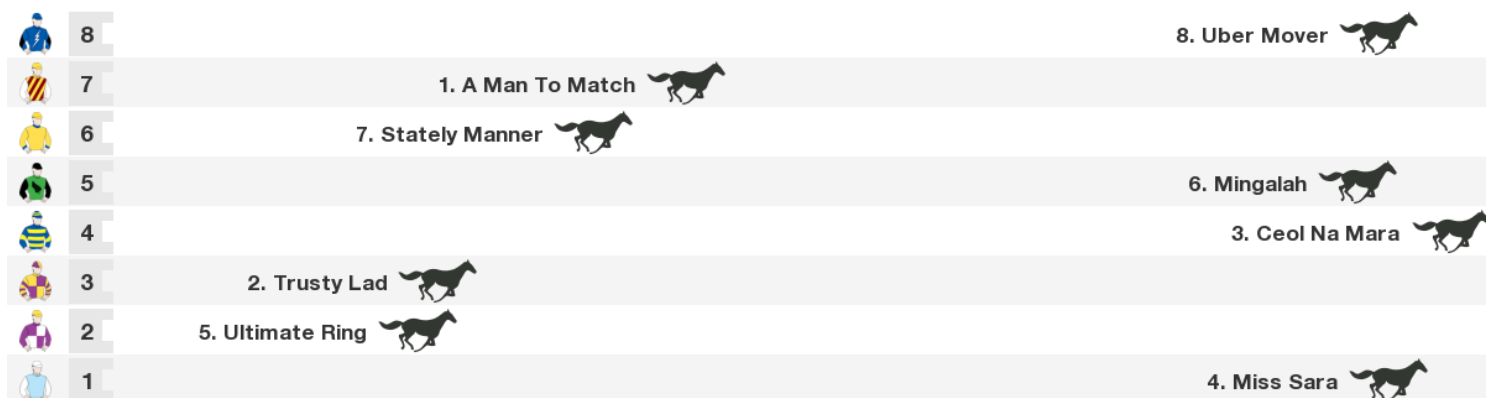 8 8. Uber Mover
7 1. A Man To Match
6 7. Stately Manner
5 6. Mingalah
4 3. Ceol Na Mara
3 2. Trusty Lad
2 5. Ultimate Ring
1 4. Miss Sara